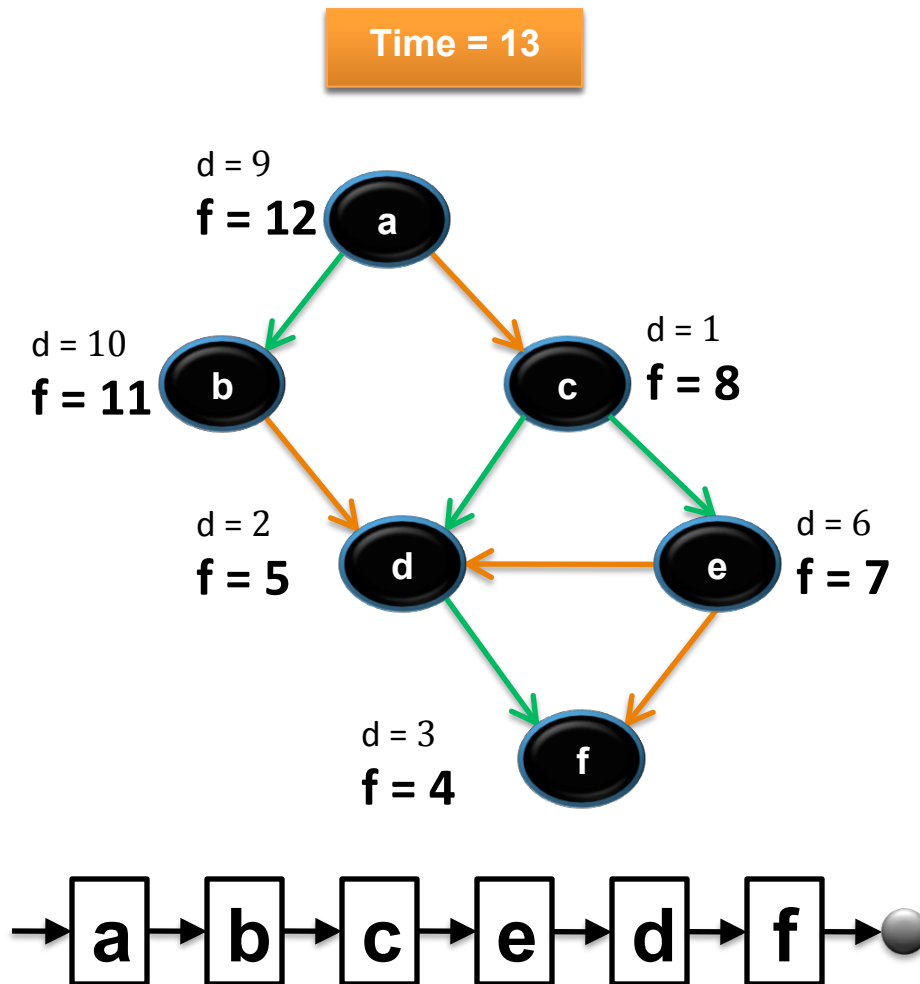 Time = 13
d = 9
f = 12
a
d = 10
f = 11
b
d = 1
f = 8
c
d = 2
f = 5
d
d = 6
f = 7
e
d = 3
f = 4
f
a b c e d f